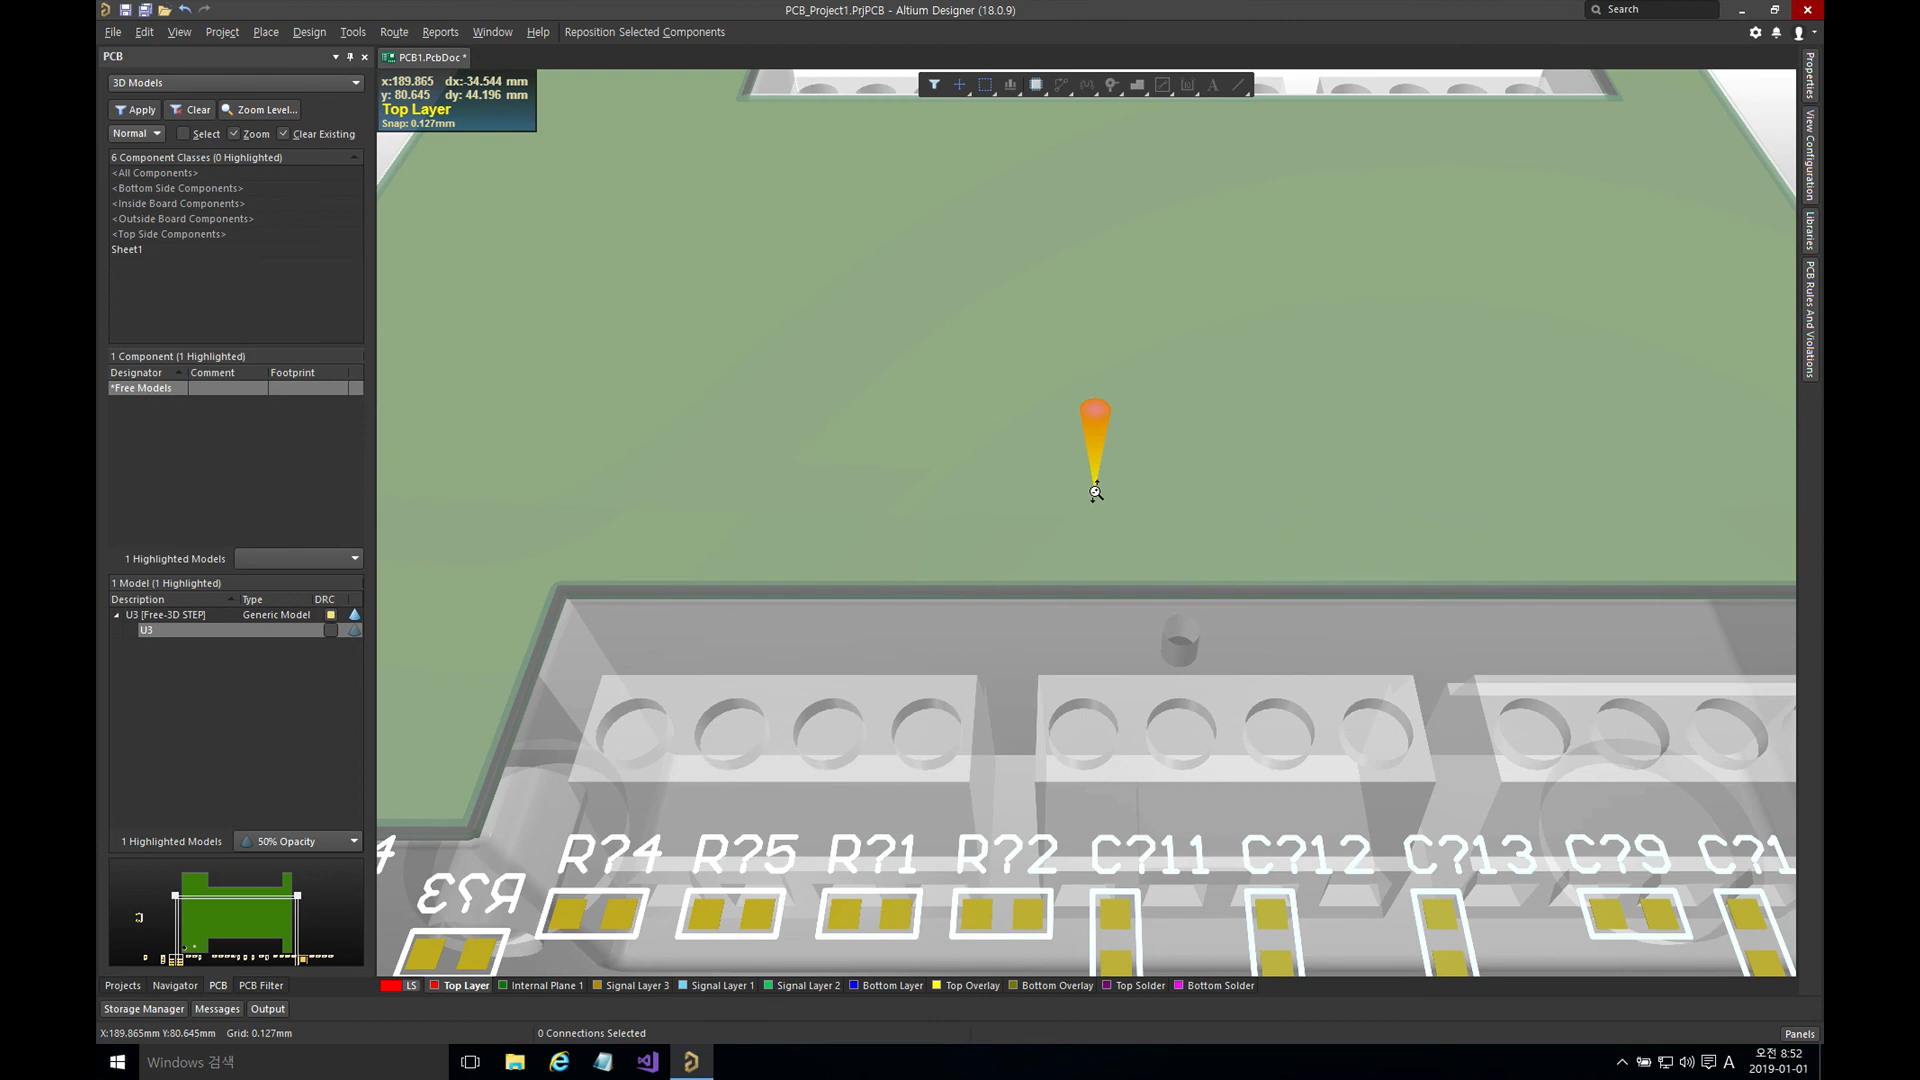 PCB_Project1.PrjPCB - Altium Designer (18.0.9)
Search
File Edit View Project Place Design Tools Route Reports Window Help Reposition Selected Components
PCB
PCB1.PcbDoc *
3D Models
Apply Clear Zoom Level...
Normal Select Zoom Clear Existing
6 Component Classes (0 Highlighted)
<All Components>
<Bottom Side Components>
<Inside Board Components>
<Outside Board Components>
<Top Side Components>
Sheet1
1 Component (1 Highlighted)
Designator Comment Footprint
*Free Models
1 Highlighted Models
1 Model (1 Highlighted)
Description Type DRC
U3 [Free-3D STEP] Generic Model
U3
1 Highlighted Models 50% Opacity
x:189.865 dx:-34.544 mm
y: 80.645 dy: 44.196 mm
Top Layer
Snap: 0.127mm
4 R?4 R?5 R?1 R?2 C?11 C?12 C?13 C?9 C?1
R?3
Properties
View Configuration
Libraries
PCB Rules And Violations
Projects Navigator PCB PCB Filter
LS Top Layer Internal Plane 1 Signal Layer 3 Signal Layer 1 Signal Layer 2 Bottom Layer Top Overlay Bottom Overlay Top Solder Bottom Solder
Storage Manager Messages Output
X:189.865mm Y:80.645mm Grid: 0.127mm 0 Connections Selected Panels
Windows 검색
A
오전 8:52
2019-01-01